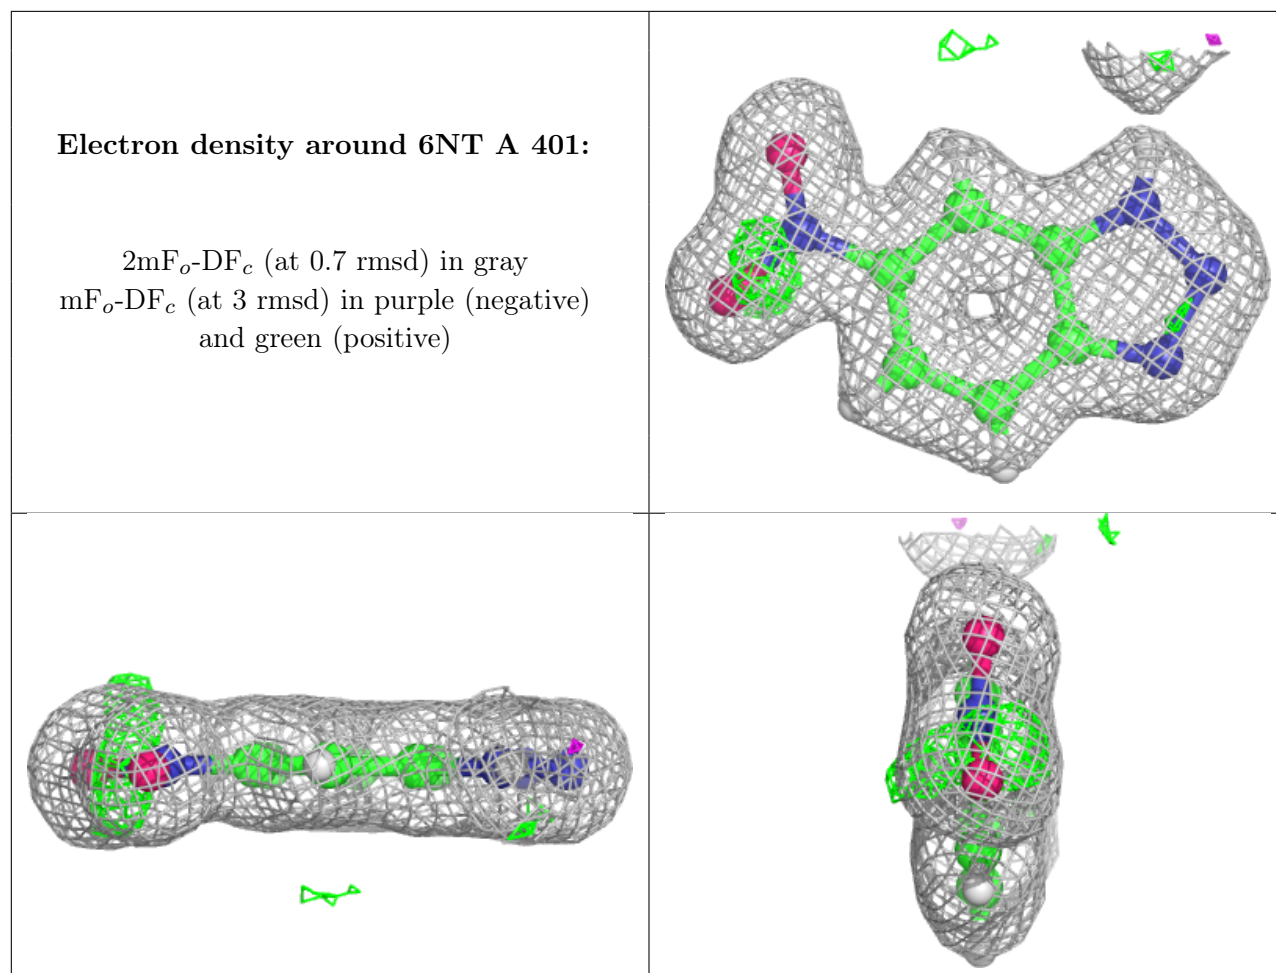 Electron density around 6NT A 401:
2mFo-DFc (at 0.7 rmsd) in gray
mFo-DFc (at 3 rmsd) in purple (negative)
and green (positive)